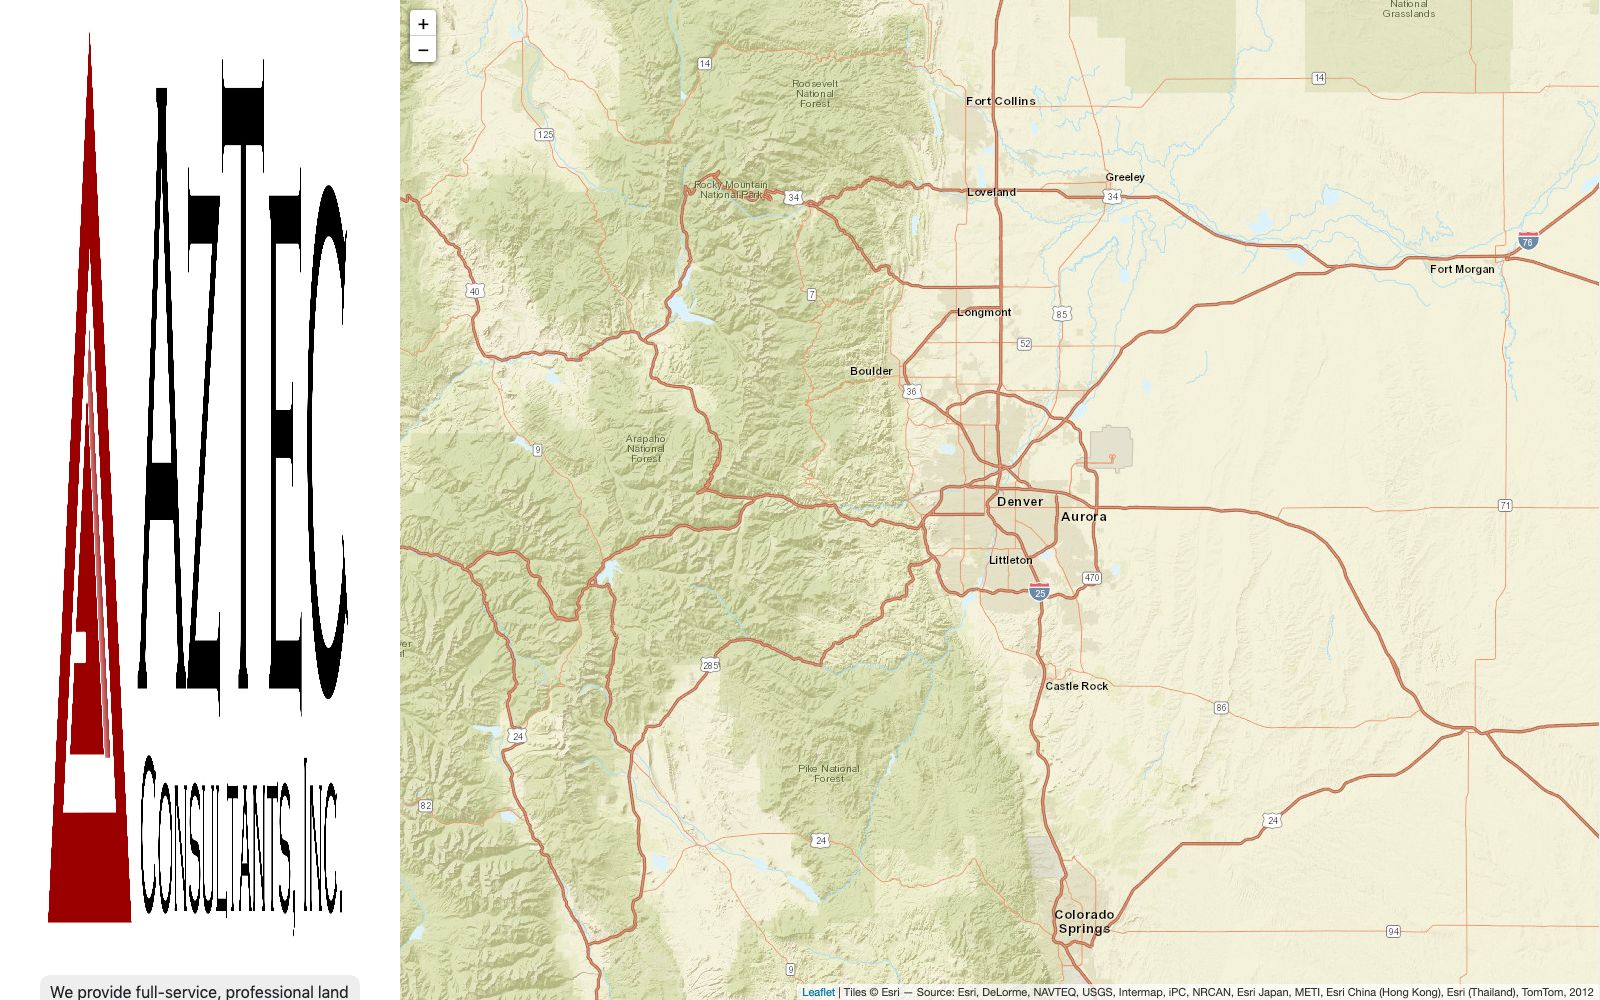 AZTEC
CONSULTANTS, INC.
We provide full-service, professional land
+
−
National
Grasslands
14
14
Roosevelt
National
Forest
Fort Collins
125
Rocky Mountain
National Park
34
Loveland
Greeley
34
76
Fort Morgan
40
7
Longmont
85
52
Boulder
36
Arapaho
National
Forest
9
Denver
Aurora
71
Littleton
470
25
285
Castle Rock
86
24
Pike National
Forest
82
24
24
Colorado
Springs
94
9
Leaflet | Tiles © Esri — Source: Esri, DeLorme, NAVTEQ, USGS, Intermap, iPC, NRCAN, Esri Japan, METI, Esri China (Hong Kong), Esri (Thailand), TomTom, 2012